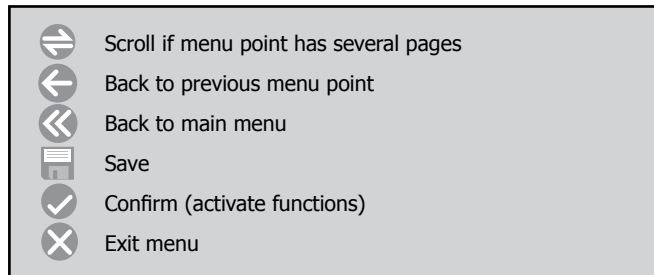 Scroll if menu point has several pages
Back to previous menu point
Back to main menu
Save
Confirm (activate functions)
Exit menu